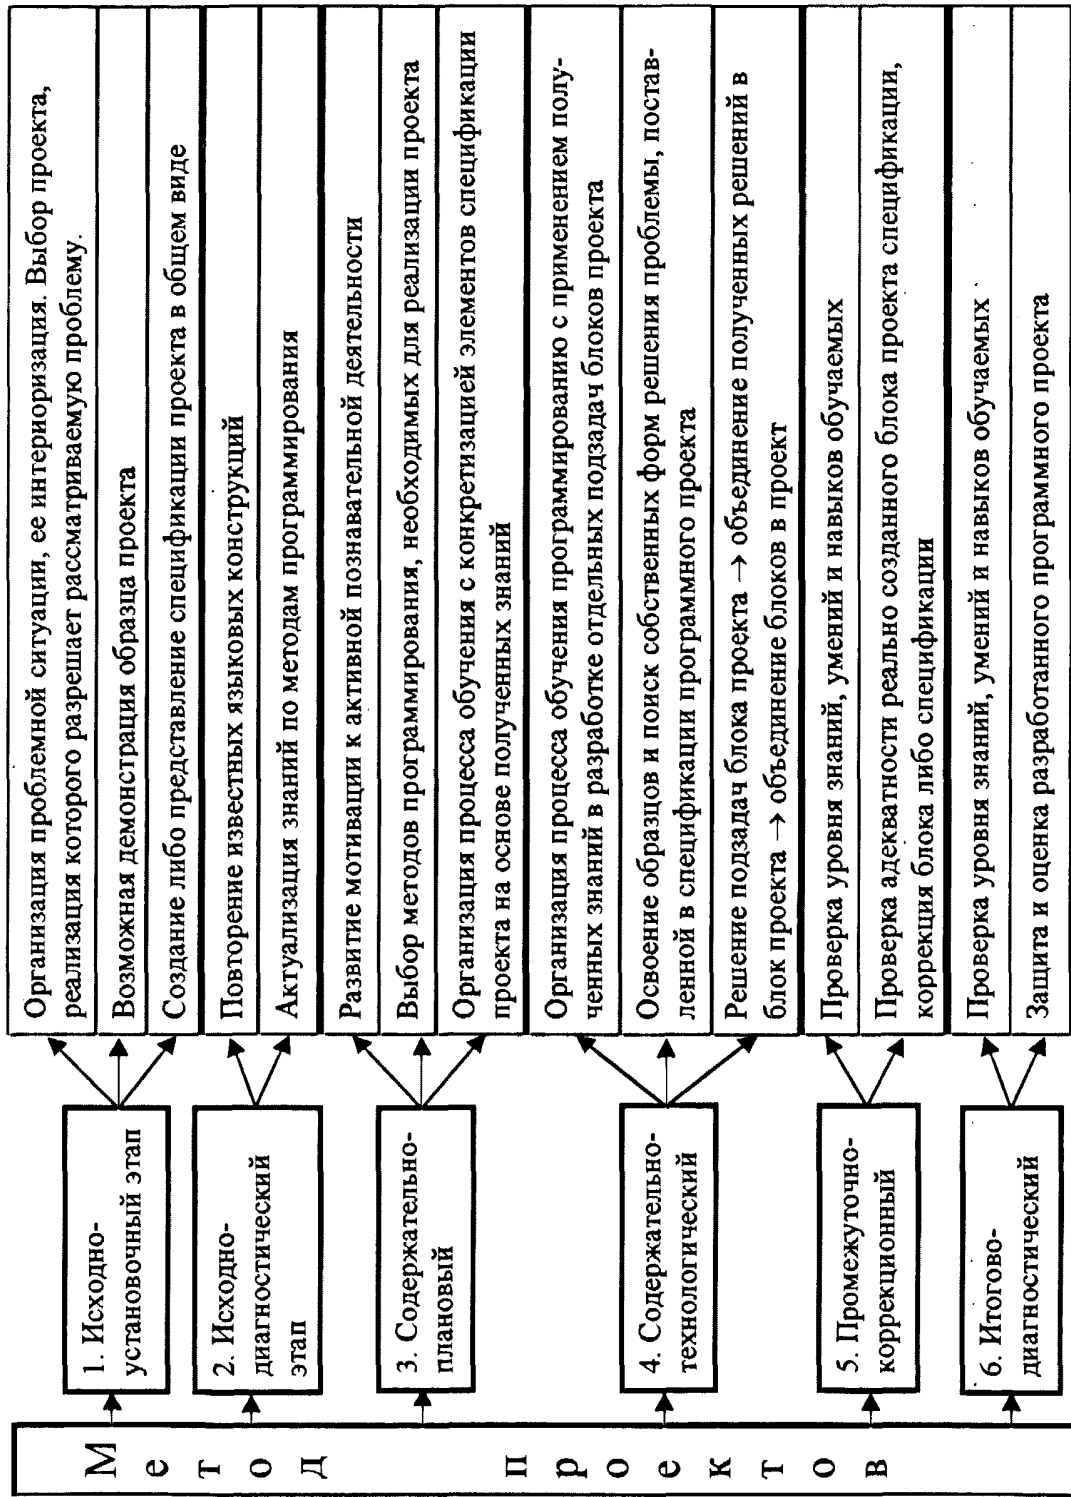 Метод проектов
1. Исходно-
установочный этап
Организация проблемной ситуации, ее интериоризация. Выбор проекта,
реализация которого разрешает рассматриваемую проблему.
Возможная демонстрация образца проекта
Создание либо представление спецификации проекта в общем виде
2. Исходно-
диагностический
этап
Повторение известных языковых конструкций
Актуализация знаний по методам программирования
3. Содержательно-
плановый
Развитие мотивации к активной познавательной деятельности
Выбор методов программирования, необходимых для реализации проекта
Организация процесса обучения с конкретизацией элементов спецификации
проекта на основе полученных знаний
4. Содержательно-
технологический
Организация процесса обучения программированию с применением полу-
ченных знаний в разработке отдельных подзадач блоков проекта
Освоение образцов и поиск собственных форм решения проблемы, постав-
ленной в спецификации программного проекта
Решение подзадач блока проекта → объединение полученных решений в
блок проекта → объединение блоков в проект
5. Промежуточно-
коррекционный
Проверка уровня знаний, умений и навыков обучаемых
Проверка адекватности реально созданного блока проекта спецификации,
коррекция блока либо спецификации
6. Итогово-
диагностический
Проверка уровня знаний, умений и навыков обучаемых
Защита и оценка разработанного программного проекта